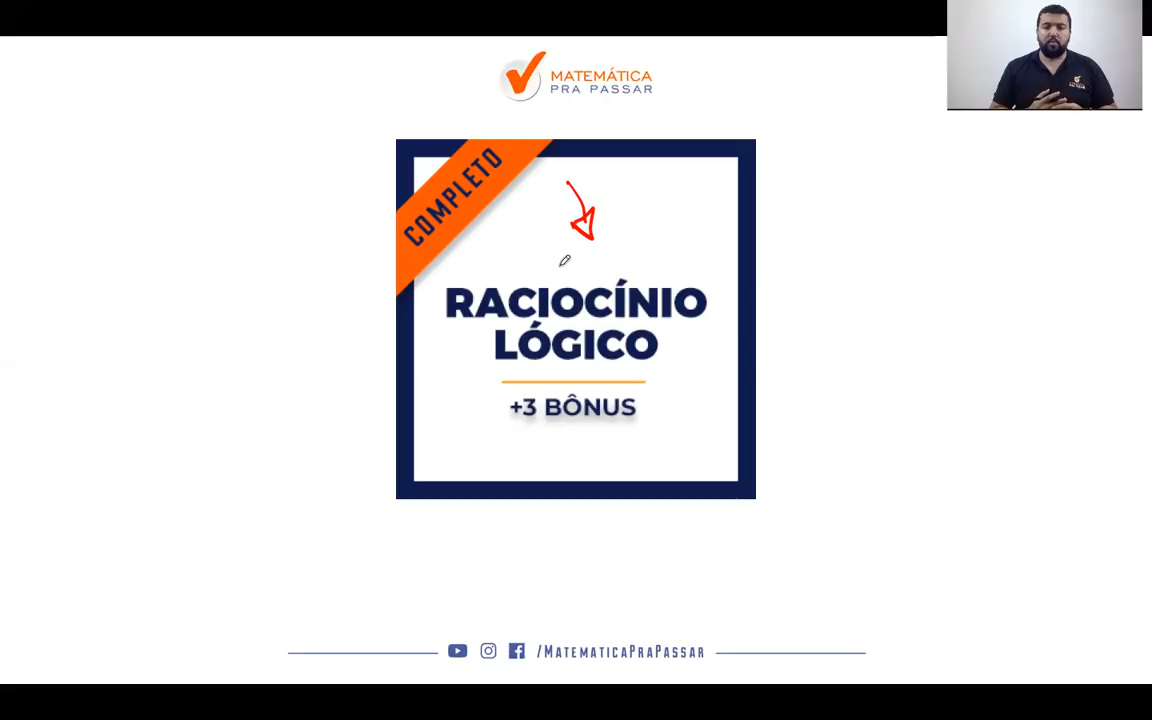 MATEMÁTICA
PRA PASSAR
COMPLETO
RACIOCÍNIO
LÓGICO
+3 BÔNUS
/MATEMATICAPRAPASSAR